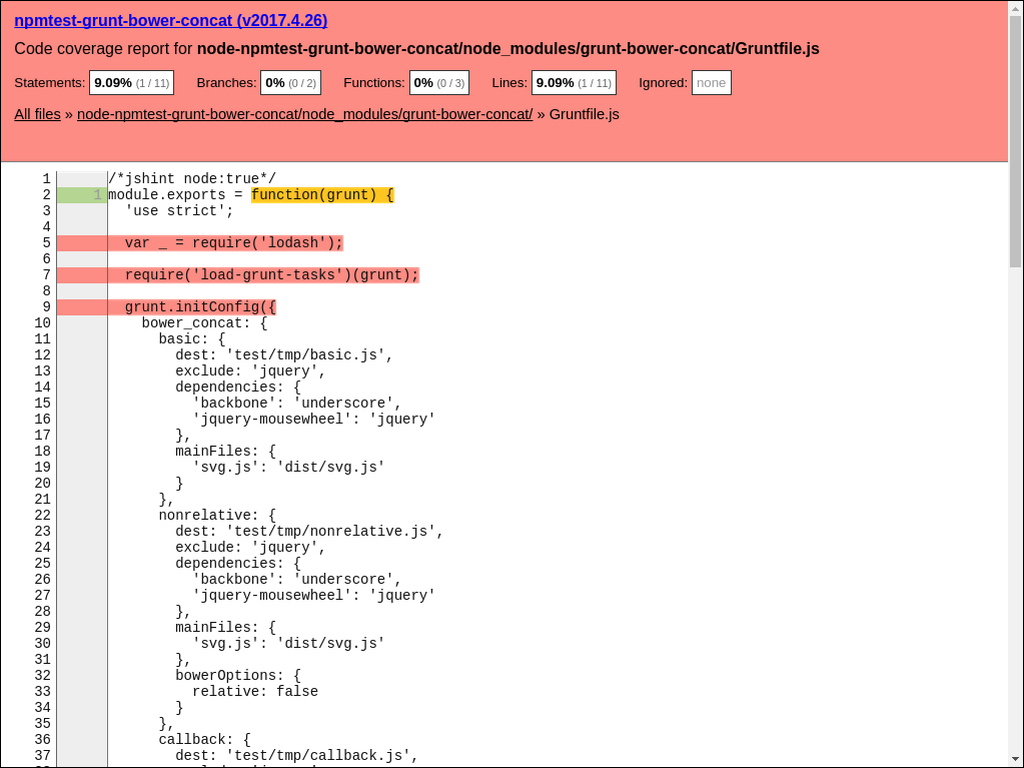 npmtest-grunt-bower-concat (v2017.4.26)
Code coverage report for node-npmtest-grunt-bower-concat/node_modules/grunt-bower-concat/Gruntfile.js
Statements: 9.09% (1 / 11) Branches: 0% (0 / 2) Functions: 0% (0 / 3) Lines: 9.09% (1 / 11) Ignored: none
All files » node-npmtest-grunt-bower-concat/node_modules/grunt-bower-concat/ » Gruntfile.js
1 /*jshint node:true*/
2 1 module.exports = function(grunt) {
3 'use strict';
4
5 var _ = require('lodash');
6
7 require('load-grunt-tasks')(grunt);
8
9 grunt.initConfig({
10 bower_concat: {
11 basic: {
12 dest: 'test/tmp/basic.js',
13 exclude: 'jquery',
14 dependencies: {
15 'backbone': 'underscore',
16 'jquery-mousewheel': 'jquery'
17 },
18 mainFiles: {
19 'svg.js': 'dist/svg.js'
20 }
21 },
22 nonrelative: {
23 dest: 'test/tmp/nonrelative.js',
24 exclude: 'jquery',
25 dependencies: {
26 'backbone': 'underscore',
27 'jquery-mousewheel': 'jquery'
28 },
29 mainFiles: {
30 'svg.js': 'dist/svg.js'
31 },
32 bowerOptions: {
33 relative: false
34 }
35 },
36 callback: {
37 dest: 'test/tmp/callback.js',